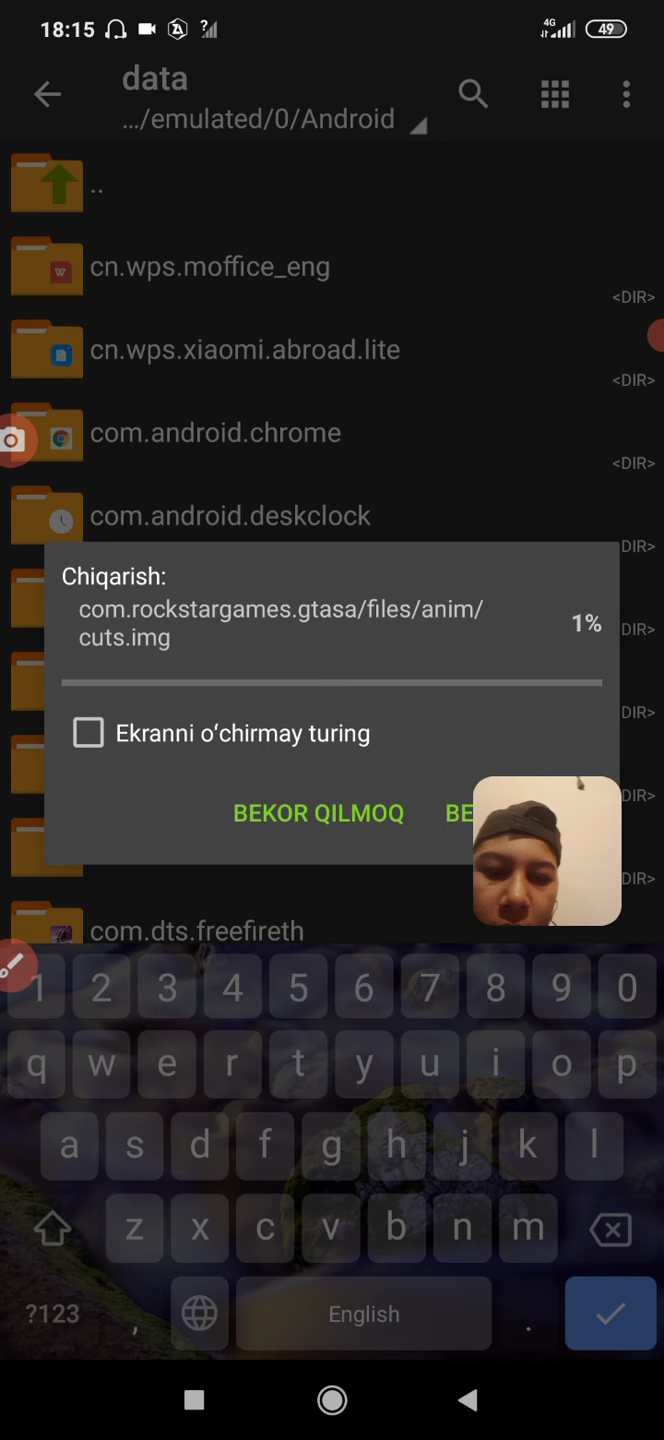 18:15
4G
49
data
.../emulated/0/Android
..
cn.wps.moffice_eng
<DIR>
cn.wps.xiaomi.abroad.lite
<DIR>
com.android.chrome
<DIR>
com.android.deskclock
DIR>
Chiqarish:
com.rockstargames.gtasa/files/anim/
cuts.img
1%
DIR>
DIR>
Ekranni o‘chirmay turing
DIR>
BEKOR QILMOQ
BE
DIR>
com.dts.freefireth
1 2 3 4 5 6 7 8 9 0
q w e r t y u i o p
a s d f g h j k l
z x c v b n m
?123 , English .